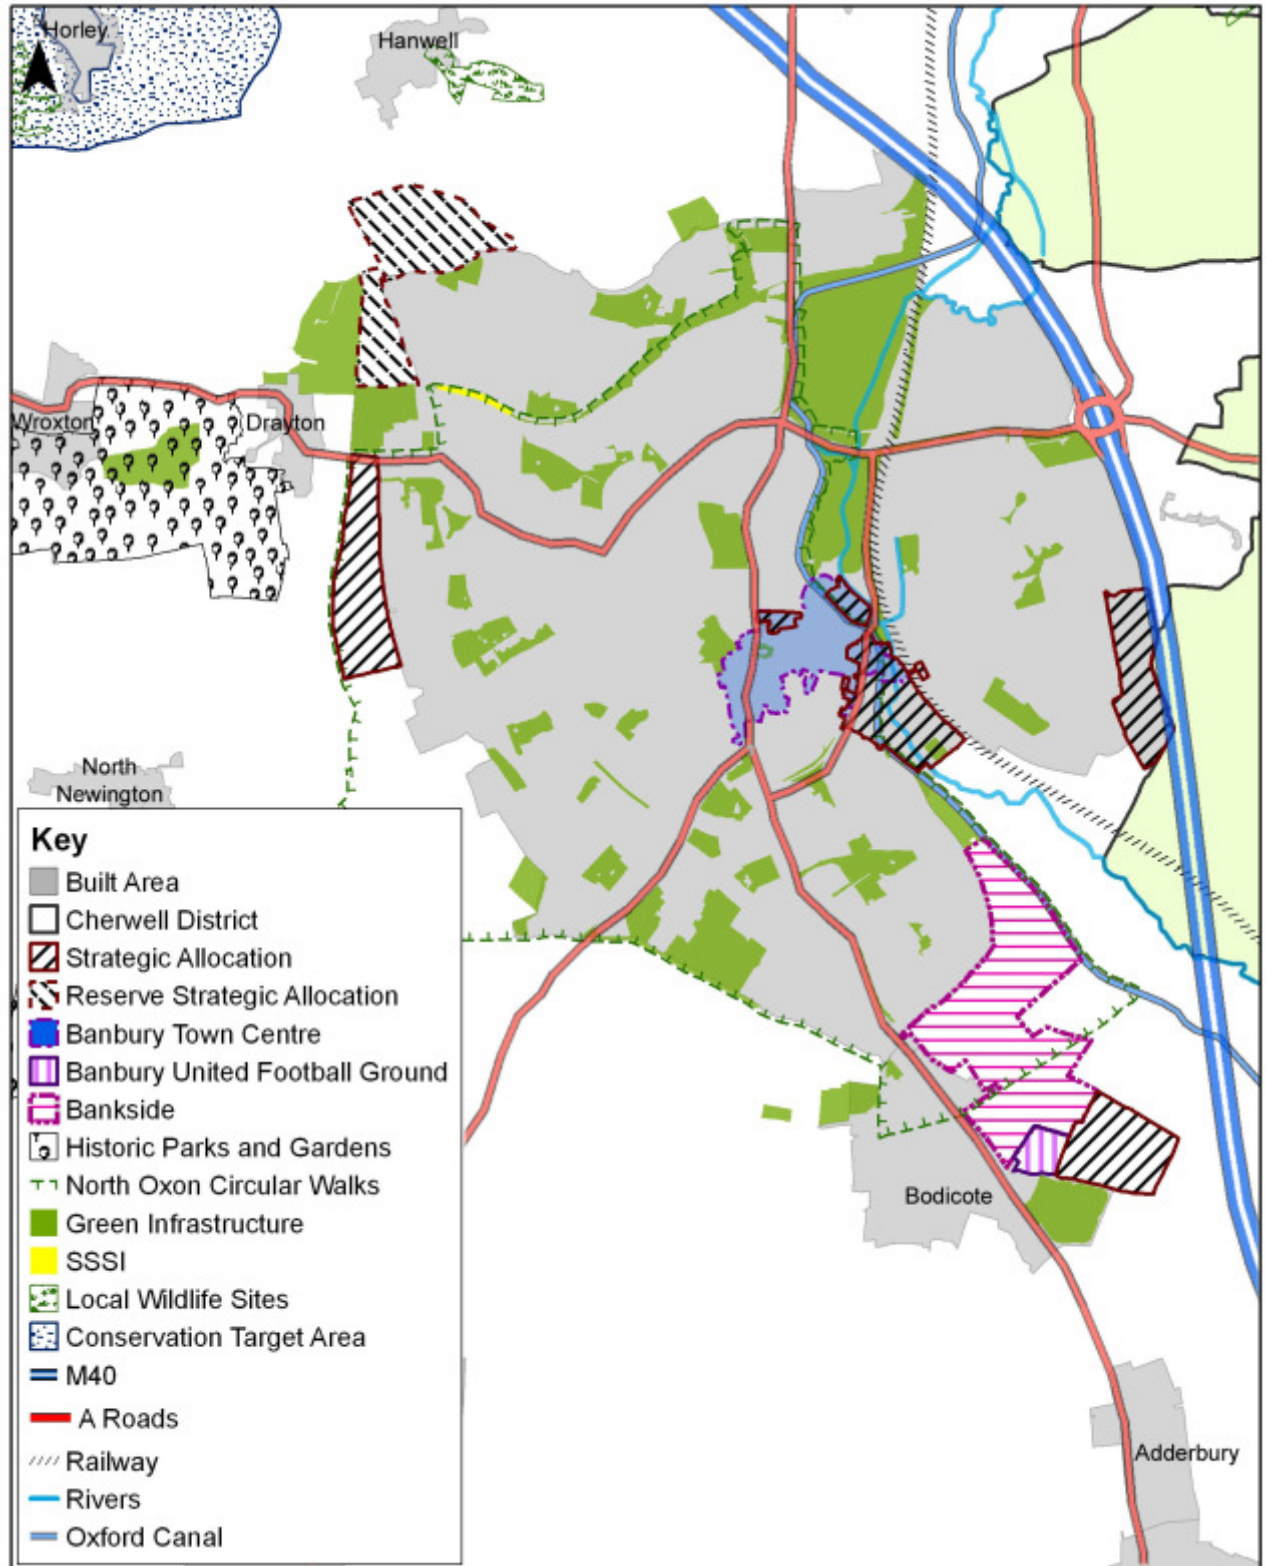 Horley
Hanwell
Wroxton
Drayton
North
Newington
Key
Built Area
Cherwell District
Strategic Allocation
Reserve Strategic Allocation
Banbury Town Centre
Banbury United Football Ground
Bankside
Historic Parks and Gardens
North Oxon Circular Walks
Green Infrastructure
SSSI
Local Wildlife Sites
Conservation Target Area
M40
A Roads
Railway
Rivers
Oxford Canal
Bodicote
Adderbury